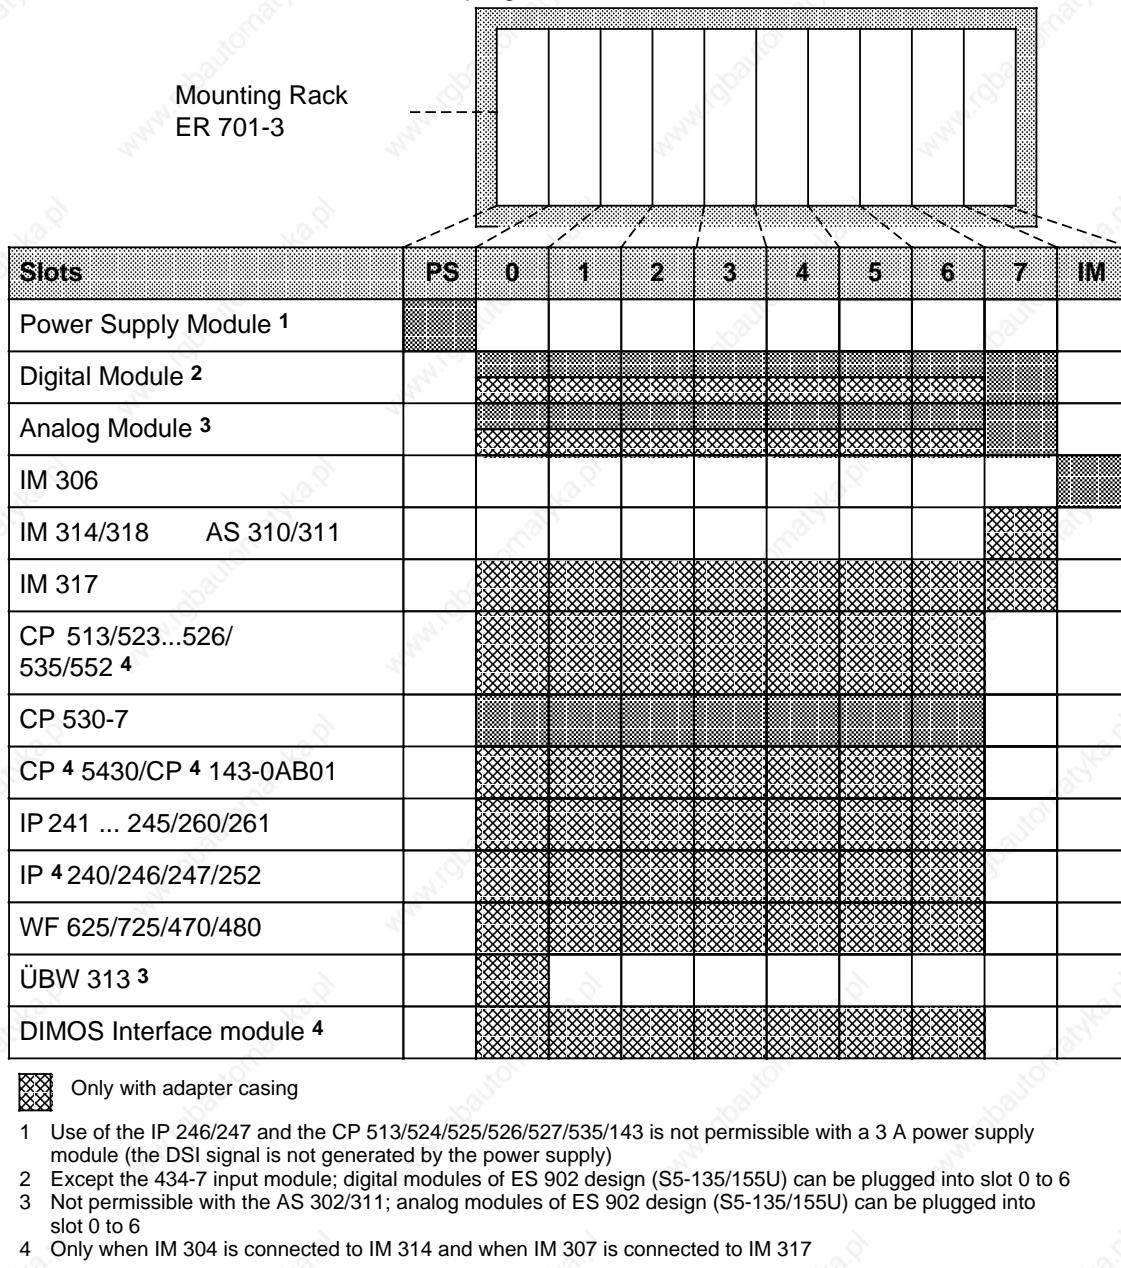 Mounting Rack
ER 701-3
Slots PS 0 1 2 3 4 5 6 7 IM
Power Supply Module 1
Digital Module 2
Analog Module 3
IM 306
IM 314/318 AS 310/311
IM 317
CP 513/523...526/
535/552 4
CP 530-7
CP 4 5430/CP 4 143-0AB01
IP 241 ... 245/260/261
IP 4 240/246/247/252
WF 625/725/470/480
ÜBW 313 3
DIMOS Interface module 4
Only with adapter casing
1 Use of the IP 246/247 and the CP 513/524/525/526/527/535/143 is not permissible with a 3 A power supply
module (the DSI signal is not generated by the power supply)
2 Except the 434-7 input module; digital modules of ES 902 design (S5-135/155U) can be plugged into slot 0 to 6
3 Not permissible with the AS 302/311; analog modules of ES 902 design (S5-135/155U) can be plugged into
slot 0 to 6
4 Only when IM 304 is connected to IM 314 and when IM 307 is connected to IM 317
www.rgbautomatyka.pl